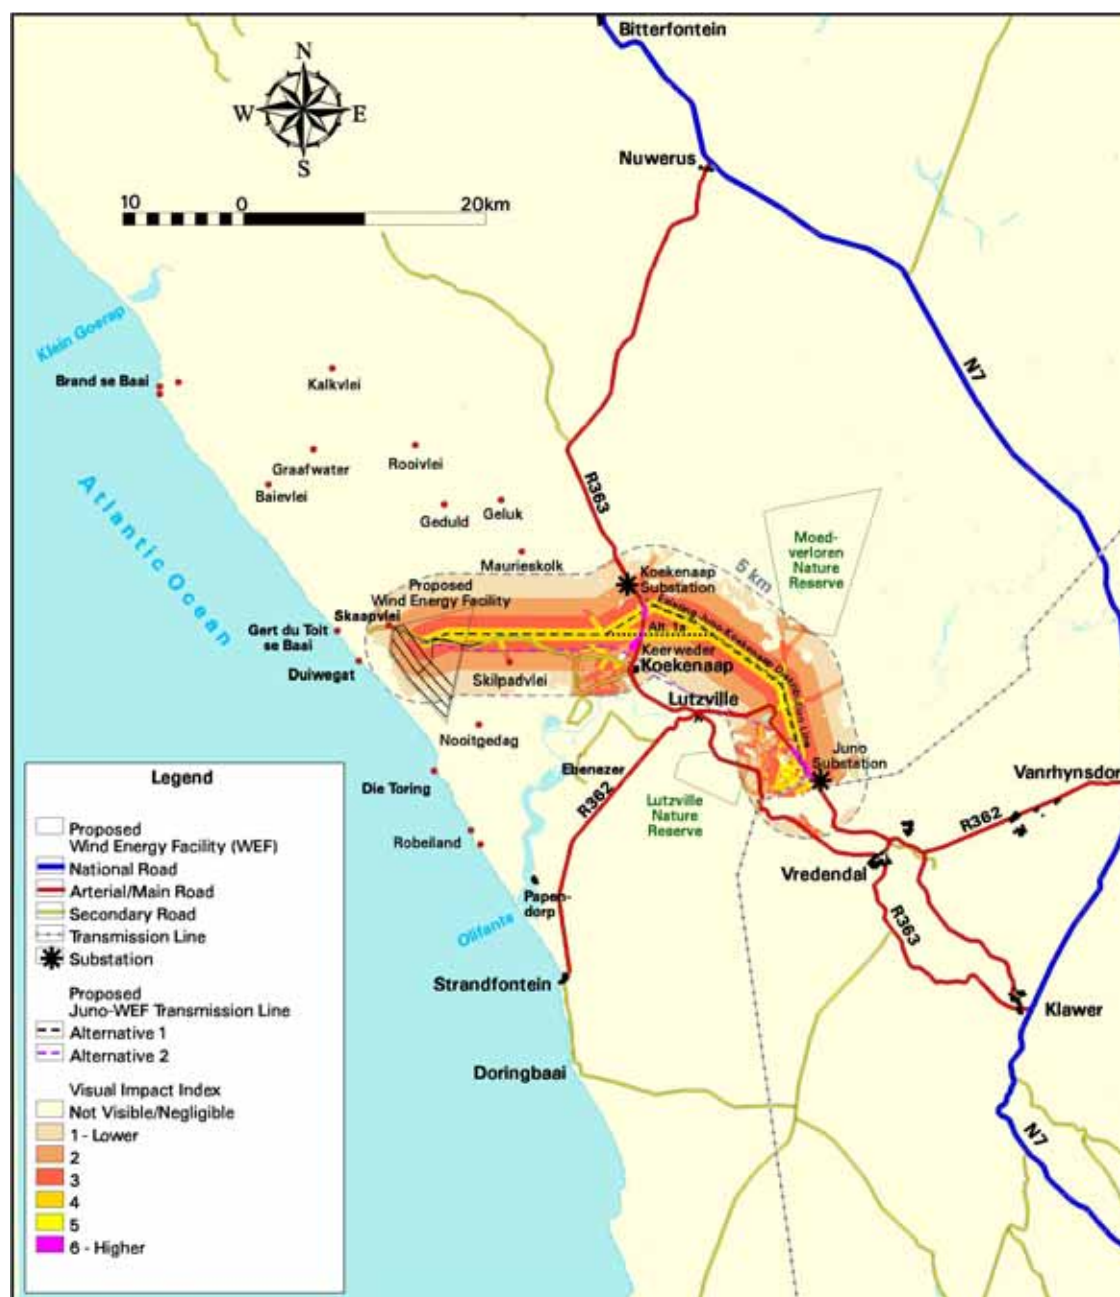 Bitterfontein
N
W E
S
Nuwerus
10 0 20km
Klein Goerap
N7
Brand se Baai
Kalkvlei
Graafwater
Rooivlei
Baievlei
R363
Atlantic Ocean
Geduld
Geluk
Moed-
verloren
Nature
Reserve
Maurieskolk
5 km
Koekenaap
Substation
Proposed
Wind Energy Facility
Skaapvlei
Existing Juno-Koekenaap Distribution Line
Alt. 1a
Gert du Toit
se Baai
Keerweder
Koekenaap
Duiwegat
Skilpadvlei
Lutzville
Nooitgedag
Juno
Substation
Ebenezer
Vanrhynsdor
Die Toring
R362
Lutzville
Nature
Reserve
R362
Robeiland
Vredendal
Papen-
dorp
R363
Olifants
Strandfontein
Klawer
Doringbaai
N7
Legend
Proposed
Wind Energy Facility (WEF)
National Road
Arterial/Main Road
Secondary Road
Transmission Line
Substation
Proposed
Juno-WEF Transmission Line
Alternative 1
Alternative 2
Visual Impact Index
Not Visible/Negligible
1 - Lower
2
3
4
5
6 - Higher